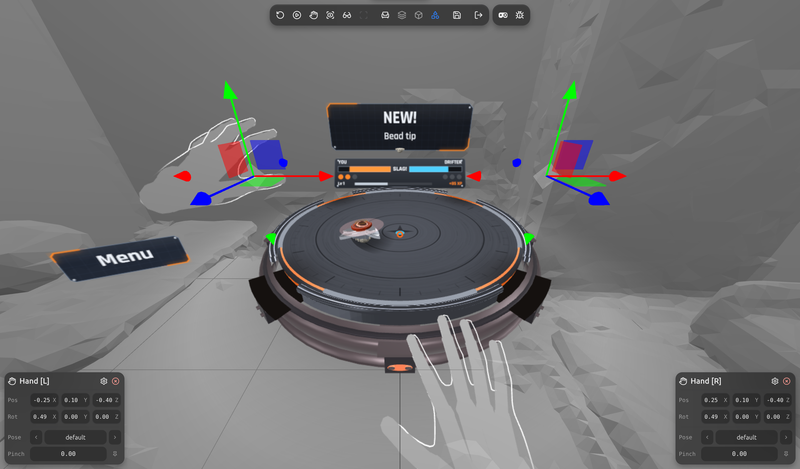 NEW!
Bead tip
YOU
SLAG!
DRIFTER
Menu
Hand [L]
Pos -0.25 X 0.10 Y -0.40 Z
Rot 0.49 X 0.00 Y 0.00 Z
Pose < default >
Pinch 0.00
Hand [R]
Pos 0.25 X 0.10 Y -0.40 Z
Rot 0.49 X 0.00 Y 0.00 Z
Pose < default >
Pinch 0.00